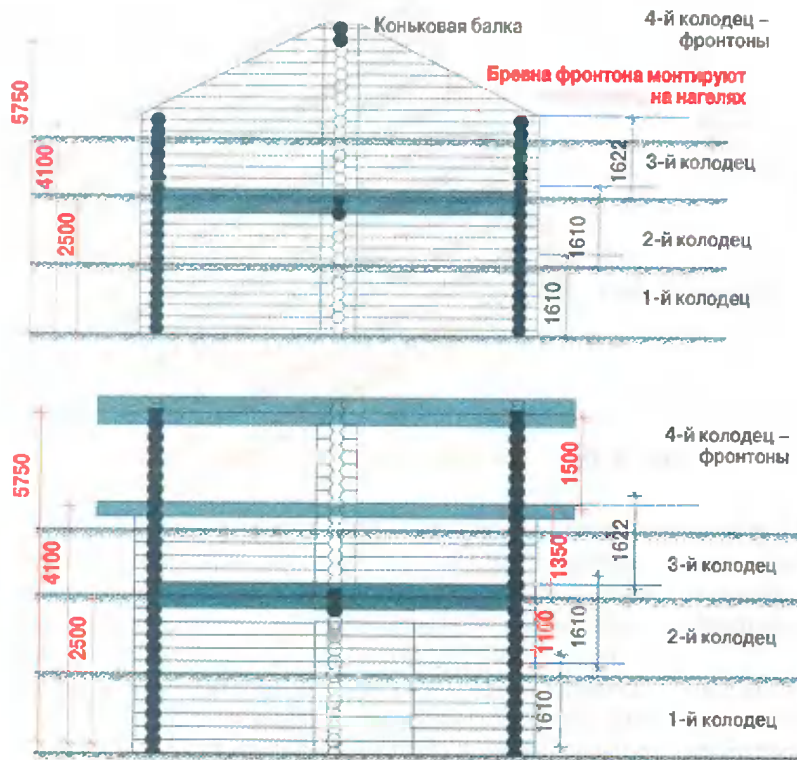 Коньковая балка
4-й колодец –
фронтоны
Бревна фронтона монтируют
на нагелях
5750
4100
2500
1622
3-й колодец
1610
2-й колодец
1610
1-й колодец
5750
4100
2500
1500
4-й колодец –
фронтоны
1622
1350
3-й колодец
1610
1100
2-й колодец
1610
1-й колодец